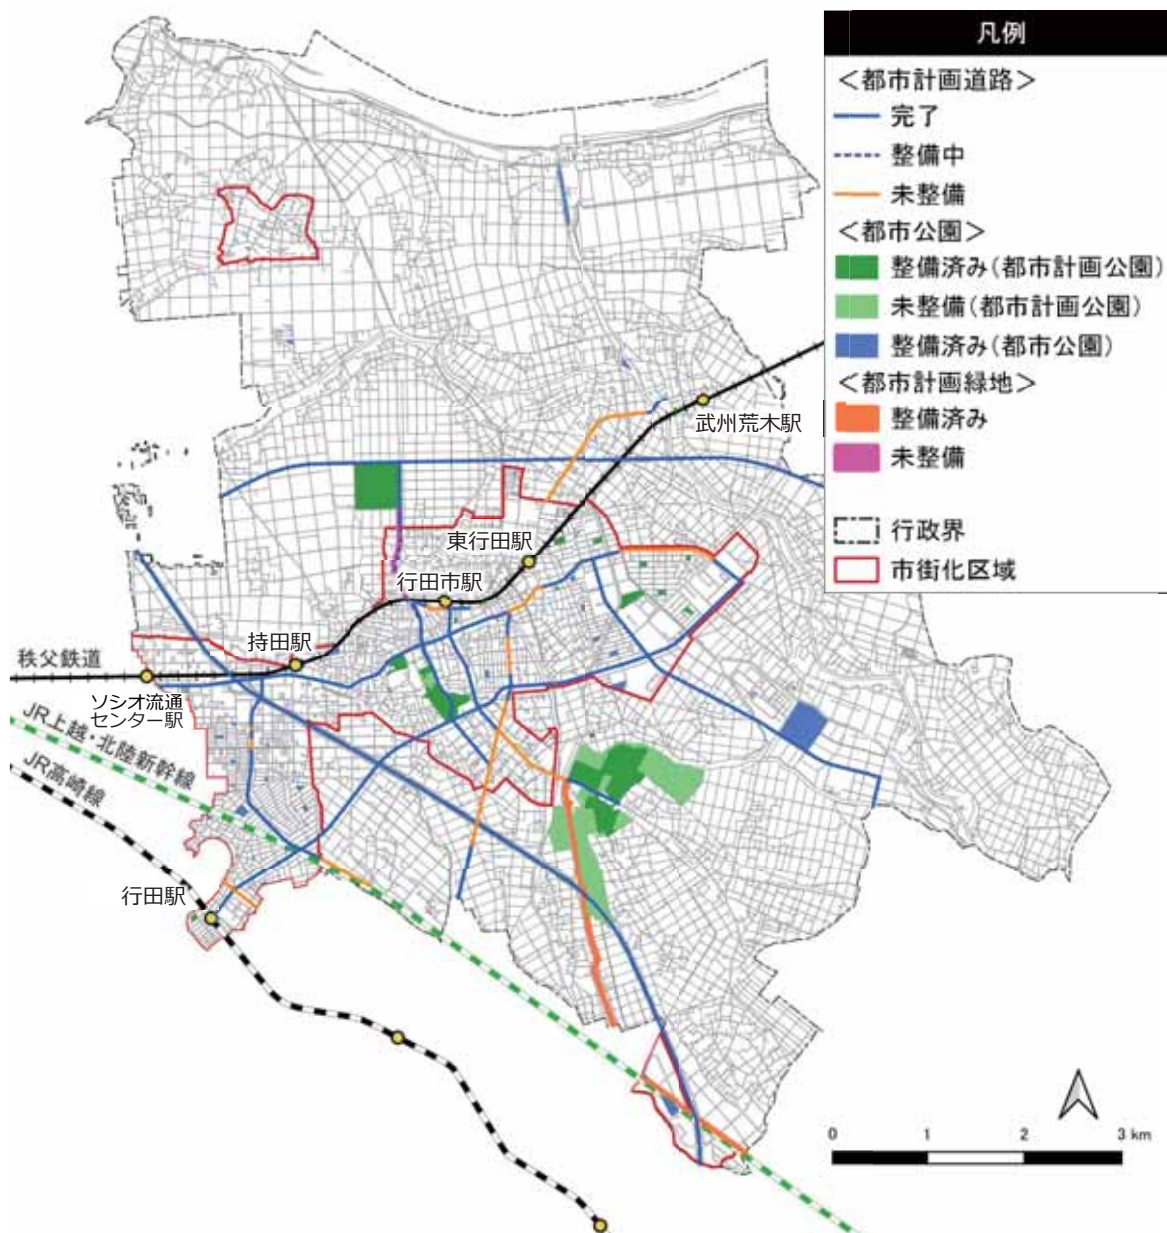 凡例
＜都市計画道路＞
完了
整備中
未整備
＜都市公園＞
整備済み(都市計画公園)
未整備(都市計画公園)
整備済み(都市公園)
＜都市計画緑地＞
整備済み
未整備
行政界
市街化区域
武州荒木駅
東行田駅
行田市駅
持田駅
秩父鉄道
ソシオ流通
センター駅
JR上越・北陸新幹線
JR高崎線
行田駅
0 1 2 3 km